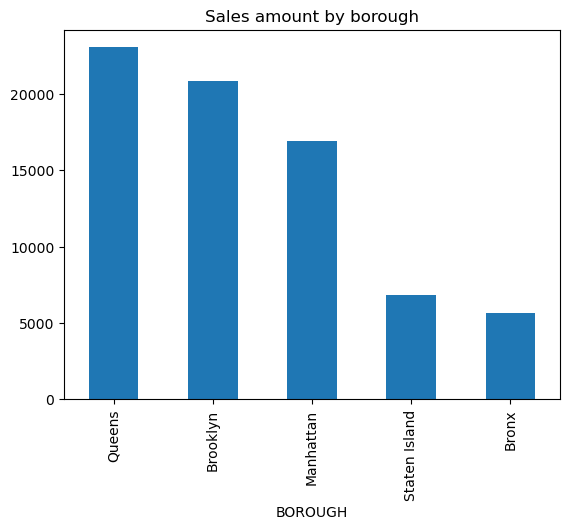 Sales amount by borough
20000
15000
10000
5000
0
Queens
Brooklyn
Manhattan
Staten Island
Bronx
BOROUGH